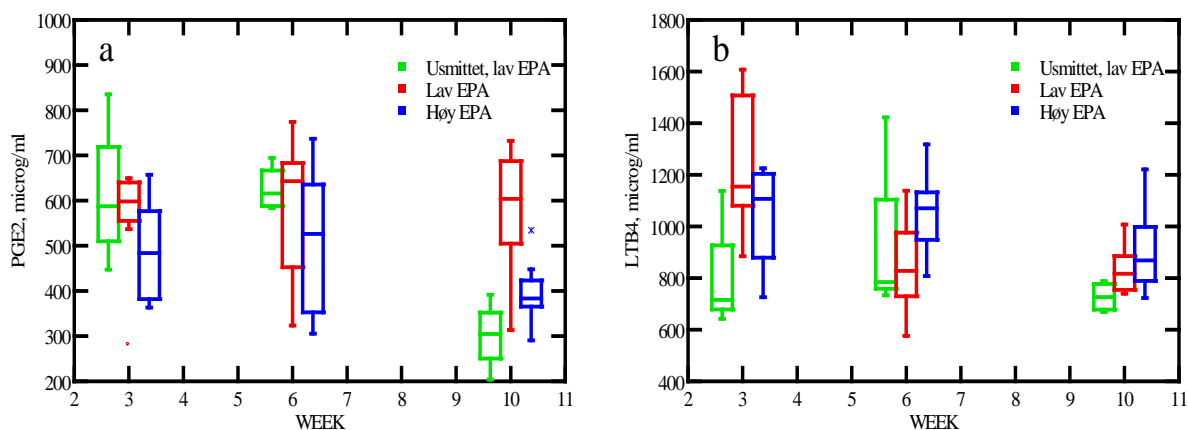 a
1000
900
800
700
600
500
400
300
200
PGE2, microg/ml
Usmittet, lav EPA
Lav EPA
Høy EPA
2 3 4 5 6 7 8 9 10 11
WEEK
b
1800
1600
1400
1200
1000
800
600
400
LTB4, microg/ml
Usmittet, lav EPA
Lav EPA
Høy EPA
2 3 4 5 6 7 8 9 10 11
WEEK